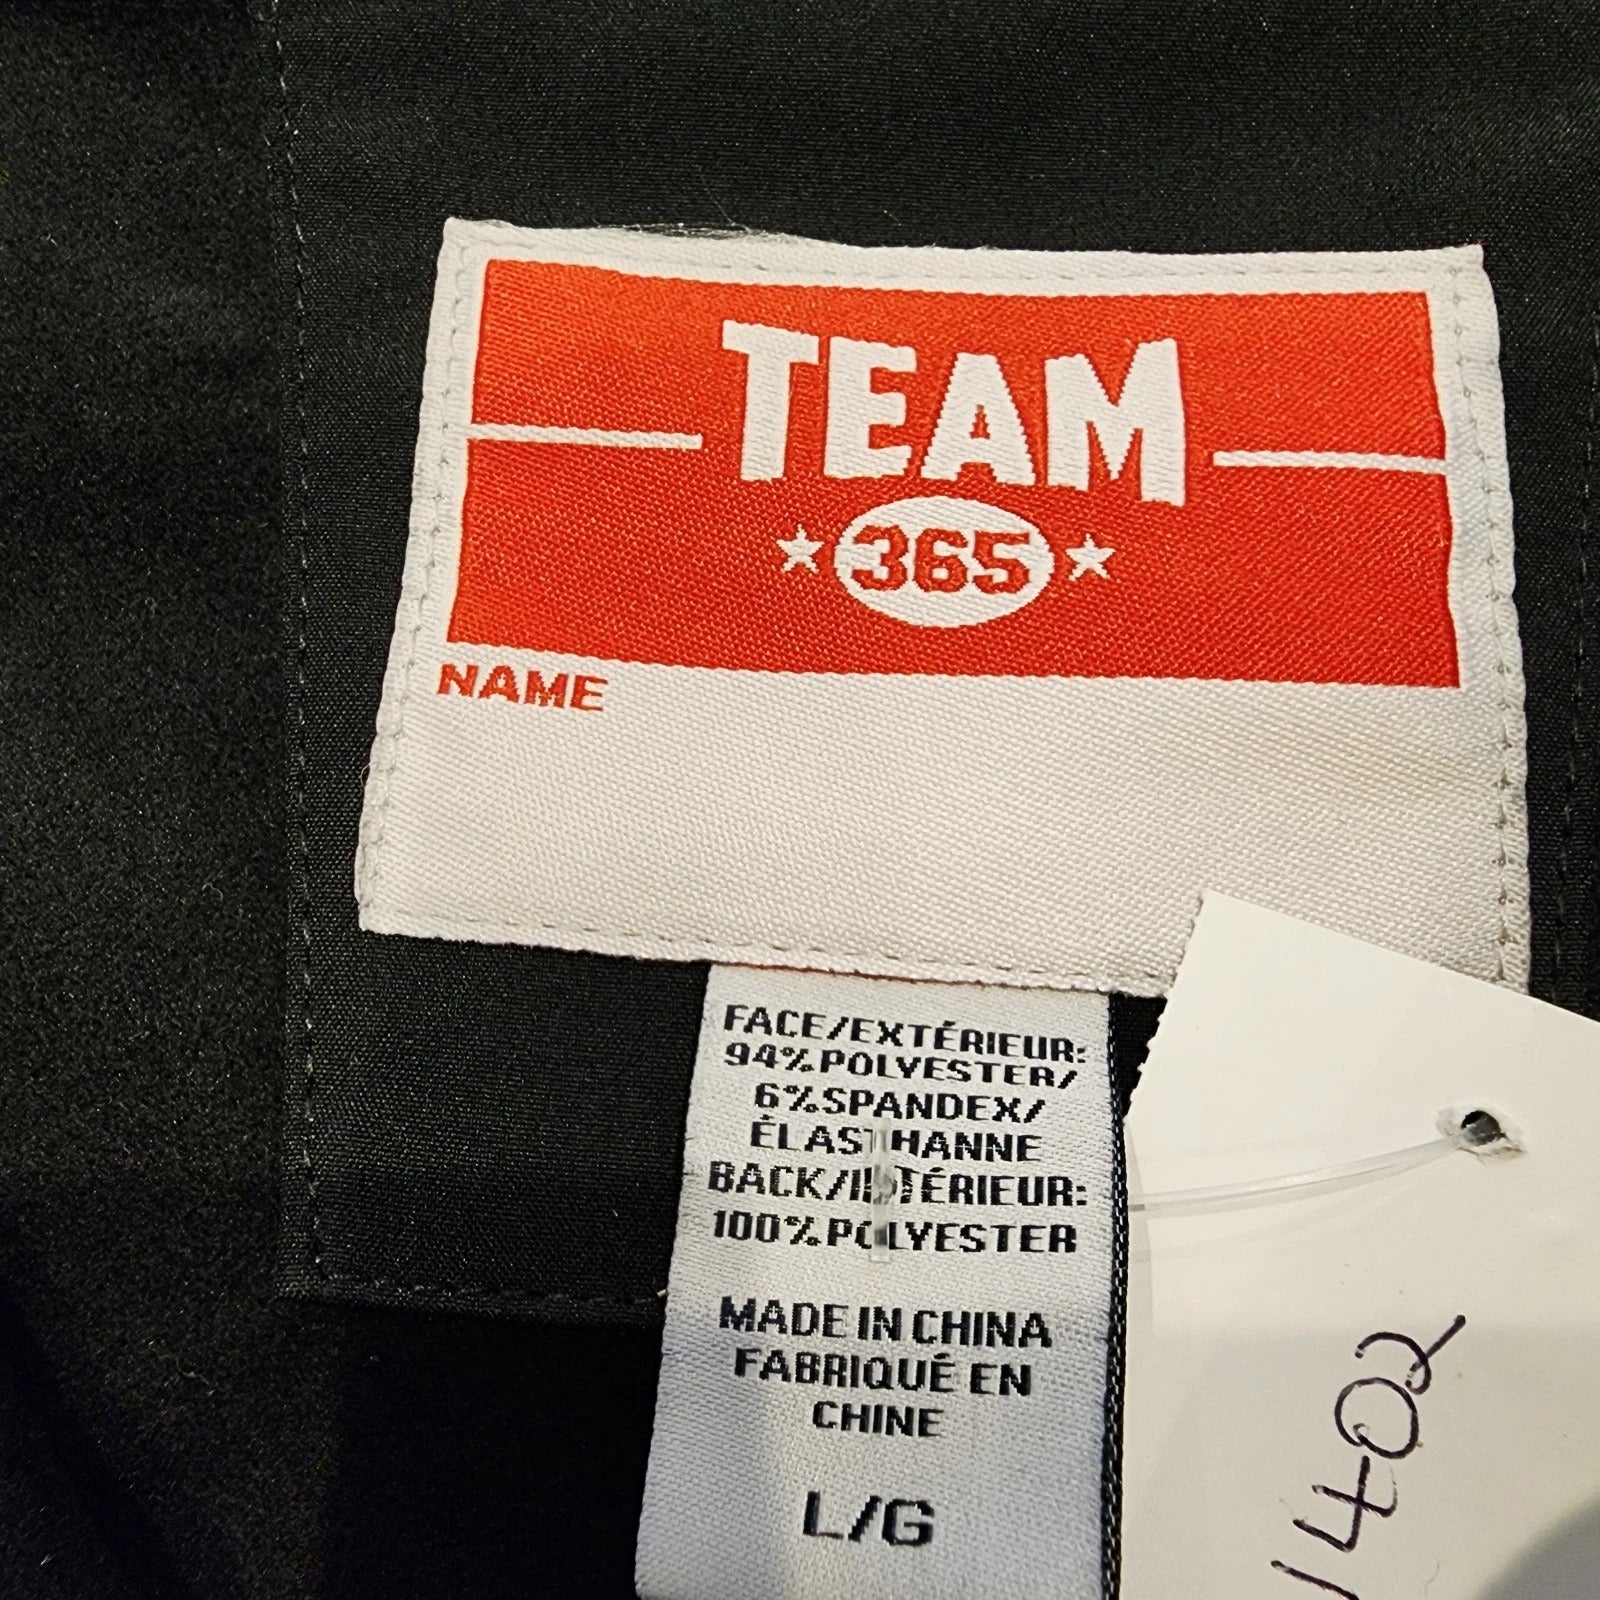 TEAM
365
NAME
FACE/EXTÉRIEUR:
94%POLYESTER/
6%SPANDEX/
ÉLASTHANNE
BACK/INTÉRIEUR:
100%POLYESTER
MADE IN CHINA
FABRIQUÉ EN
CHINE
L/G
1402